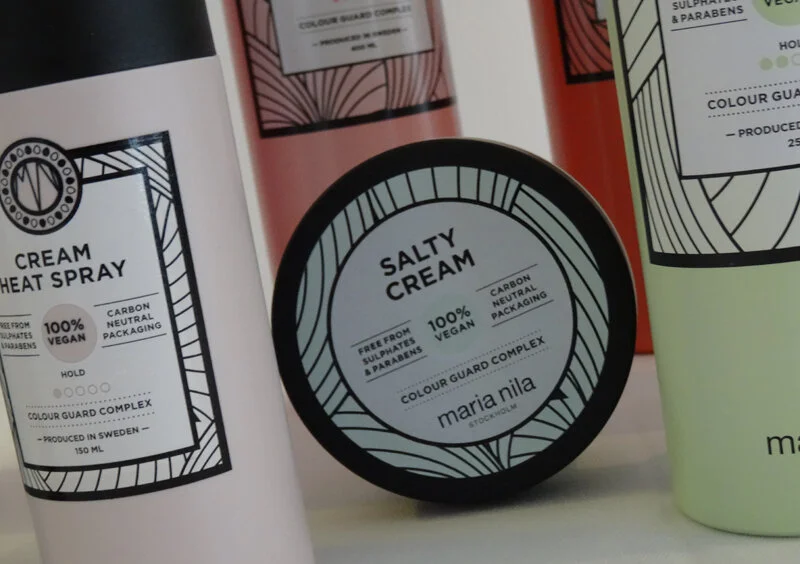 CREAM
HEAT SPRAY
FREE FROM
SULPHATES
& PARABENS
100%
VEGAN
CARBON
NEUTRAL
PACKAGING
HOLD
COLOUR GUARD COMPLEX
— PRODUCED IN SWEDEN —
150 ML
COLOUR GUARD COMPLEX
— PRODUCED IN SWEDEN —
SALTY
CREAM
FREE FROM
SULPHATES
& PARABENS
100%
VEGAN
CARBON
NEUTRAL
PACKAGING
COLOUR GUARD COMPLEX
maria nila
STOCKHOLM
SULPHATES
& PARABENS
VEGAN
COLOUR GUARD
— PRODUCED